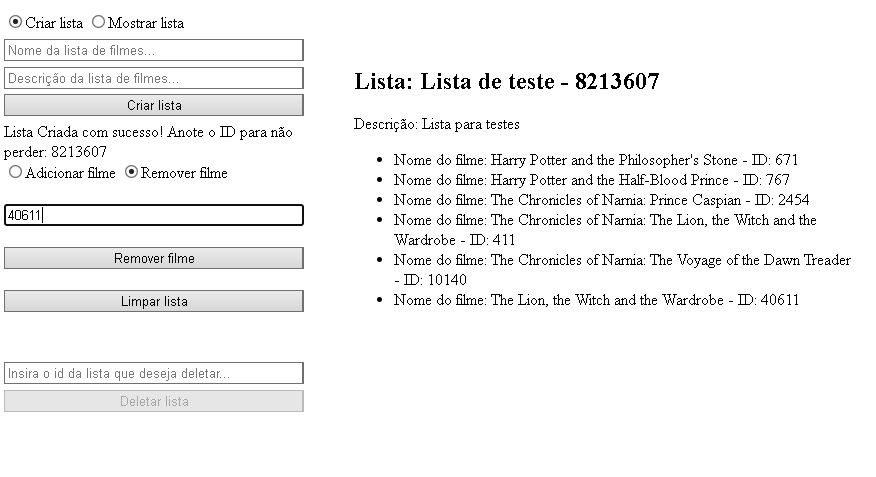 Criar lista Mostrar lista
Nome da lista de filmes...
Descrição da lista de filmes...
Criar lista
Lista Criada com sucesso! Anote o ID para não
perder: 8213607
Adicionar filme Remover filme
40611
Remover filme
Limpar lista
Insira o id da lista que deseja deletar...
Deletar lista
Lista: Lista de teste - 8213607
Descrição: Lista para testes
Nome do filme: Harry Potter and the Philosopher's Stone - ID: 671
Nome do filme: Harry Potter and the Half-Blood Prince - ID: 767
Nome do filme: The Chronicles of Narnia: Prince Caspian - ID: 2454
Nome do filme: The Chronicles of Narnia: The Lion, the Witch and the
Wardrobe - ID: 411
Nome do filme: The Chronicles of Narnia: The Voyage of the Dawn Treader
- ID: 10140
Nome do filme: The Lion, the Witch and the Wardrobe - ID: 40611